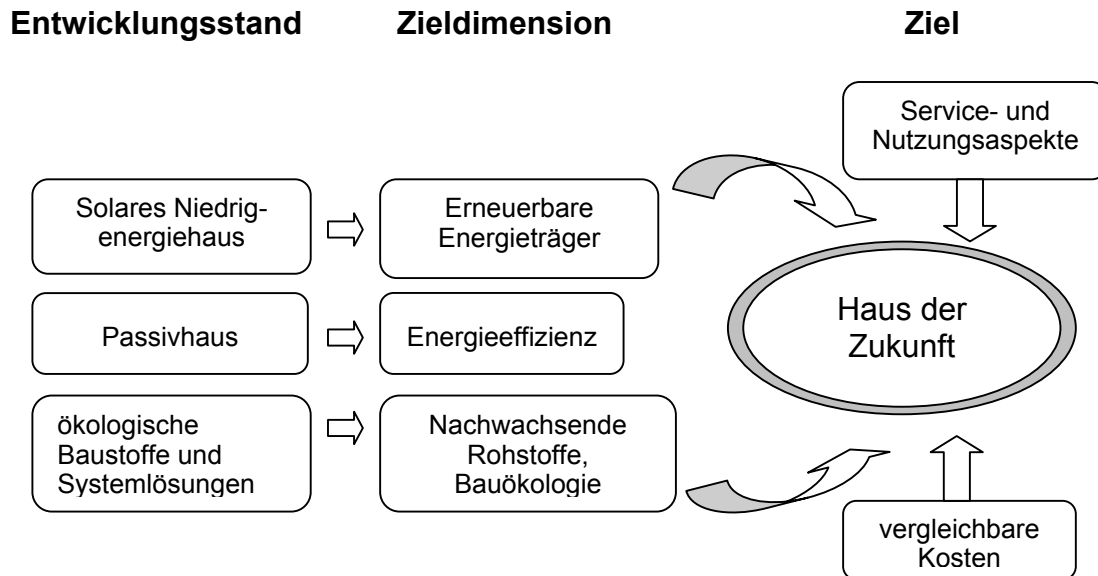 Entwicklungsstand
Zieldimension
Ziel
Service- und
Nutzungsaspekte
Solares Niedrig-
energiehaus
Erneuerbare
Energieträger
Passivhaus
Energieeffizienz
Haus der
Zukunft
ökologische
Baustoffe und
Systemlösungen
Nachwachsende
Rohstoffe,
Bauökologie
vergleichbare
Kosten